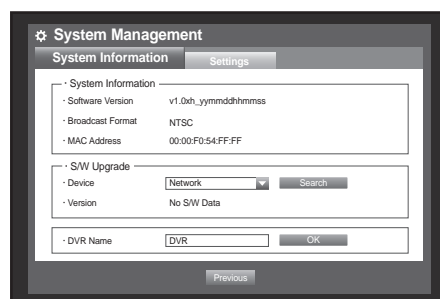 System Management
System Information Settings
· System Information
· Software Version v1.0xh_yymmddhhmmss
· Broadcast Format NTSC
· MAC Address 00:00:F0:54:FF:FF
· S/W Upgrade
· Device Network Search
· Version No S/W Data
· DVR Name DVR OK
Previous